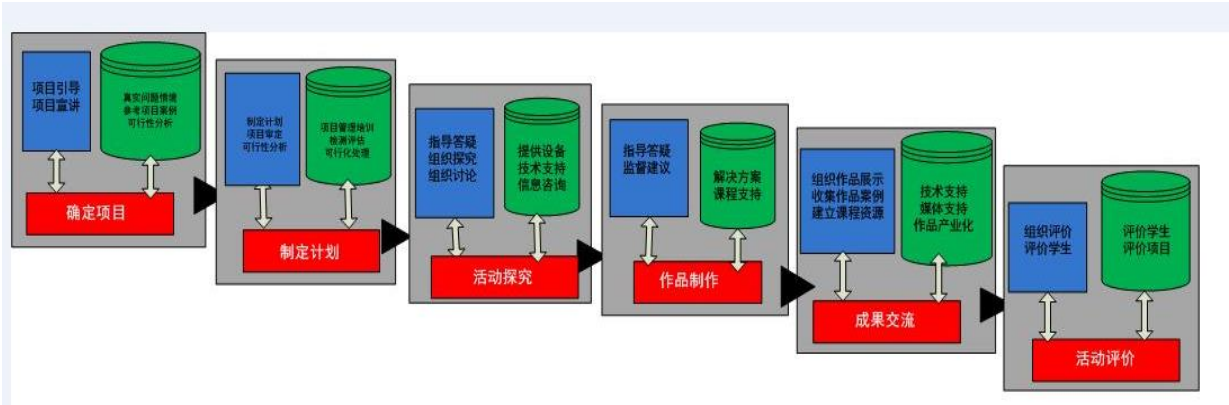 项目引导
项目宣讲
真实问题情境
参考项目案例
可行性分析
确定项目
制定计划
项目审定
可行性分析
项目管理培训
检测评估
可行化处理
制定计划
指导答疑
组织探究
组织讨论
提供设备
技术支持
信息咨询
活动探究
指导答疑
监督建议
解决方案
课程支持
作品制作
组织作品展示
收集作品案例
建立课程资源
技术支持
媒体支持
作品产业化
成果交流
组织评价
评价学生
评价学生
评价项目
活动评价